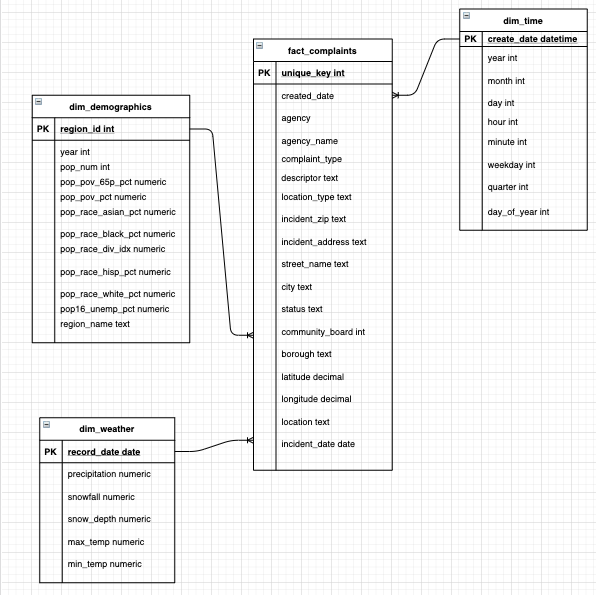 dim_demographics
PK region_id int
year int
pop_num int
pop_pov_65p_pct numeric
pop_pov_pct numeric
pop_race_asian_pct numeric
pop_race_black_pct numeric
pop_race_div_idx numeric
pop_race_hisp_pct numeric
pop_race_white_pct numeric
pop16_unemp_pct numeric
region_name text
dim_weather
PK record_date date
precipitation numeric
snowfall numeric
snow_depth numeric
max_temp numeric
min_temp numeric
fact_complaints
PK unique_key int
created_date
agency
agency_name
complaint_type
descriptor text
location_type text
incident_zip text
incident_address text
street_name text
city text
status text
community_board int
borough text
latitude decimal
longitude decimal
location text
incident_date date
dim_time
PK create_date datetime
year int
month int
day int
hour int
minute int
weekday int
quarter int
day_of_year int